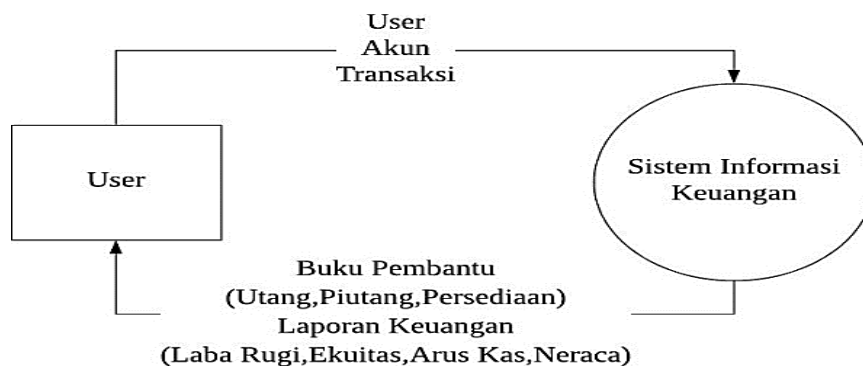 User
Akun
Transaksi
User
Sistem Informasi
Keuangan
Buku Pembantu
(Utang,Piutang,Persediaan)
Laporan Keuangan
(Laba Rugi,Ekuitas,Arus Kas,Neraca)